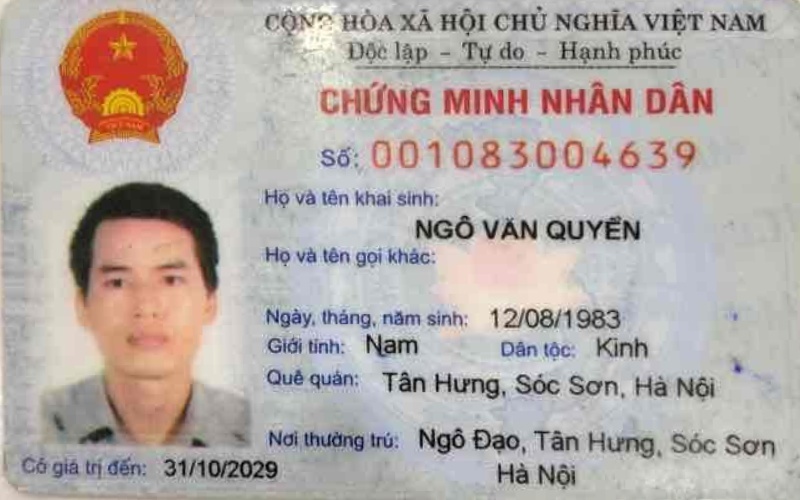 CỘNG HÒA XÃ HỘI CHỦ NGHĨA VIỆT NAM
Độc lập - Tự do - Hạnh phúc
CHỨNG MINH NHÂN DÂN
Số: 001083004639
Họ và tên khai sinh:
NGÔ VĂN QUYỂN
Họ và tên gọi khác:
Ngày, tháng, năm sinh: 12/08/1983
Giới tính: Nam Dân tộc: Kinh
Quê quán: Tân Hưng, Sóc Sơn, Hà Nội
Nơi thường trú: Ngô Đạo, Tân Hưng, Sóc Sơn
Hà Nội
Có giá trị đến: 31/10/2029